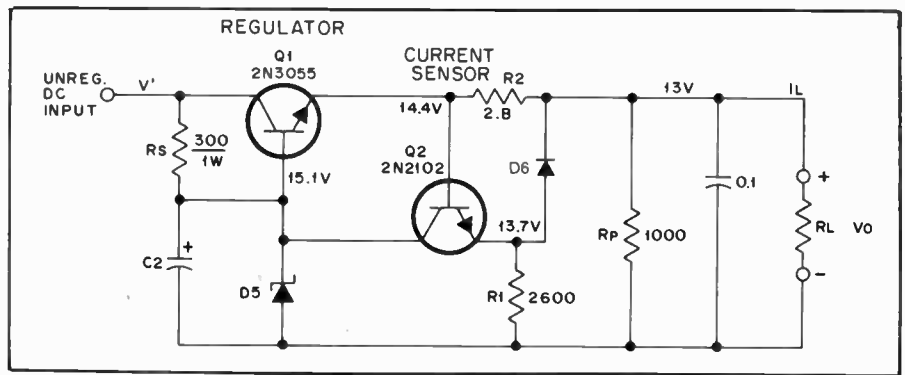 REGULATOR
Q1
2N3055
CURRENT
SENSOR
UNREG.
DC
INPUT
V'
14.4V
R2
2.8
13V
IL
RS
300
1W
15.1V
Q2
2N2102
D6
13.7V
C2
+
D5
R1
2600
RP
1000
0.1
+
RL
VO
-